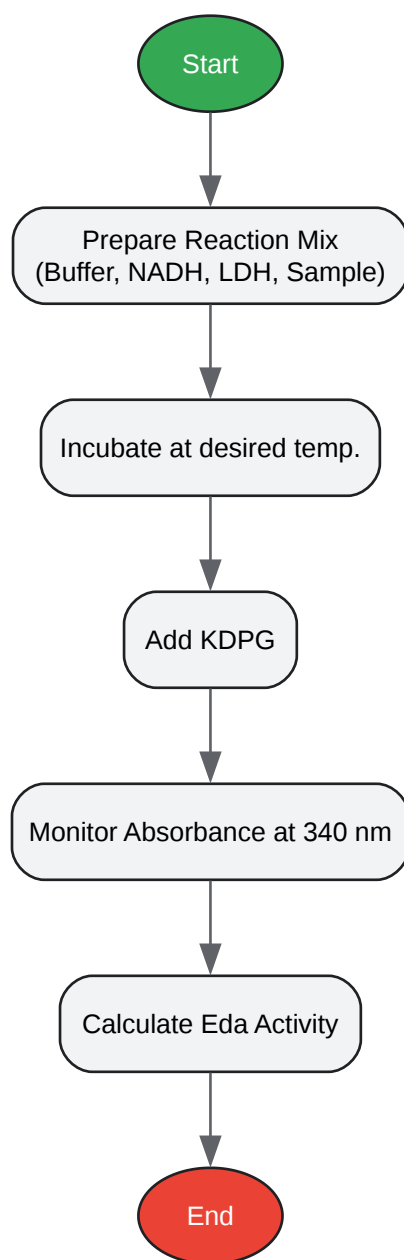 Start
Prepare Reaction Mix
(Buffer, NADH, LDH, Sample)
Incubate at desired temp.
Add KDPG
Monitor Absorbance at 340 nm
Calculate Eda Activity
End